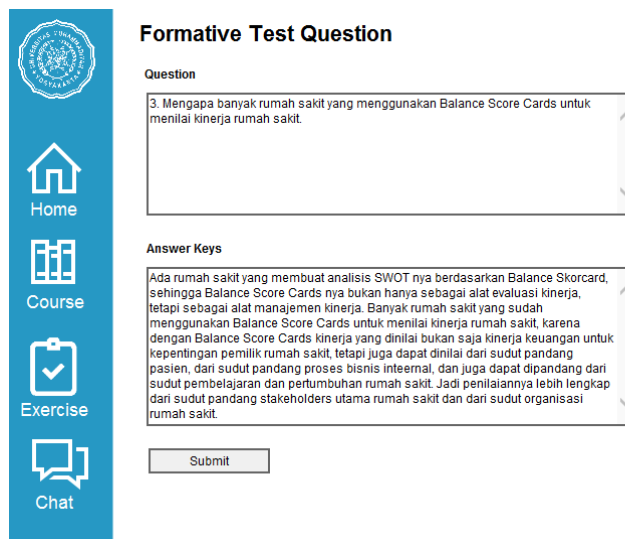 Formative Test Question
Question
3. Mengapa banyak rumah sakit yang menggunakan Balance Score Cards untuk
menilai kinerja rumah sakit.
Answer Keys
Ada rumah sakit yang membuat analisis SWOT nya berdasarkan Balance Skorcard,
sehingga Balance Score Cards nya bukan hanya sebagai alat evaluasi kinerja,
tetapi sebagai alat manajemen kinerja. Banyak rumah sakit yang sudah
menggunakan Balance Score Cards untuk menilai kinerja rumah sakit, karena
dengan Balance Score Cards kinerja yang dinilai bukan saja kinerja keuangan untuk
kepentingan pemilik rumah sakit, tetapi juga dapat dinilai dari sudut pandang
pasien, dari sudut pandang proses bisnis inteernal, dan juga dapat dipandang dari
sudut pembelajaran dan pertumbuhan rumah sakit. Jadi penilaiannya lebih lengkap
dari sudut pandang stakeholders utama rumah sakit dan dari sudut organisasi
rumah sakit.
Submit
Home
Course
Exercise
Chat